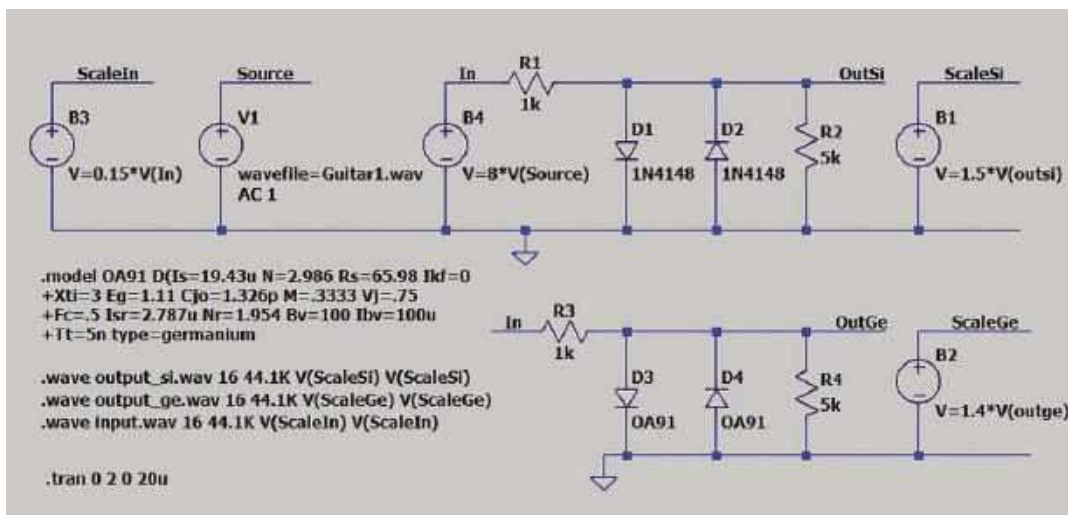 ScaleIn
Source
In
R1
1k
OutSi
ScaleSi
B3
V=0.15*V(In)
V1
wavefile=Guitar1.wav
AC 1
B4
V=8*V(Source)
D1
1N4148
D2
1N4148
R2
5k
B1
V=1.5*V(outsi)
.model OA91 D(Is=19.43u N=2.986 Rs=65.98 Ikf=0
+Xti=3 Eg=1.11 Cjo=1.326p M=.3333 Vj=.75
+Fc=.5 Isr=2.787u Nr=1.954 Bv=100 Ibv=100u
+Tt=5n type=germanium
.wave output_si.wav 16 44.1K V(ScaleSi) V(ScaleSi)
.wave output_ge.wav 16 44.1K V(ScaleGe) V(ScaleGe)
.wave input.wav 16 44.1K V(ScaleIn) V(ScaleIn)
.tran 0 2 0 20u
In
R3
1k
OutGe
ScaleGe
D3
OA91
D4
OA91
R4
5k
B2
V=1.4*V(outge)